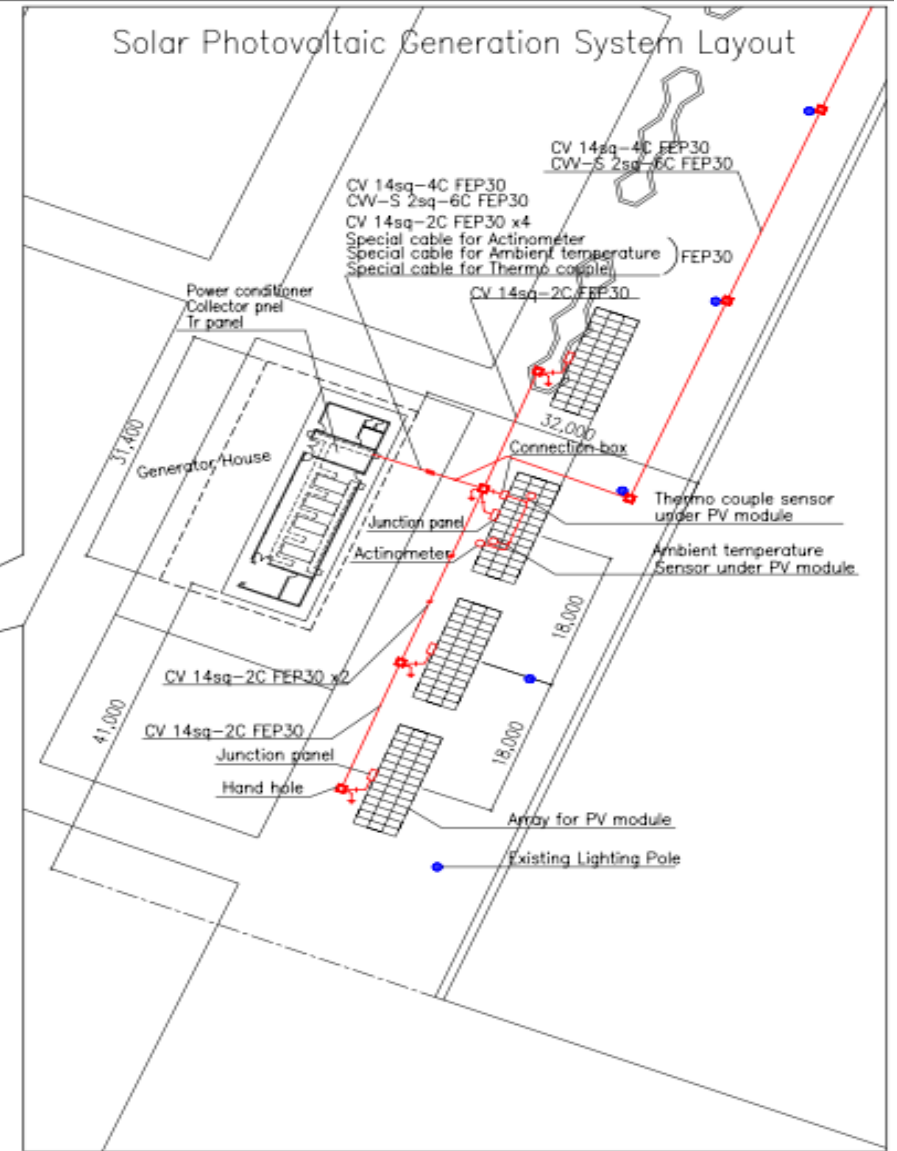 Solar Photovoltaic Generation System Layout
CV 14sq-4C FEP30
CVV-S 2sq-6C FEP30
CV 14sq-4C FEP30
CVV-S 2sq-6C FEP30
CV 14sq-2C FEP30 x4
Special cable for Actinometer
Special cable for Ambient temperature
Special cable for Thermo couple
FEP30
CV 14sq-2C FEP30
Power conditioner
Collector pnel
Tr panel
31,400
Generator House
32,000
Connection box
Thermo couple sensor
under PV module
Junction panel
Actinometer
Ambient temperature
Sensor under PV module
18,000
CV 14sq-2C FEP30 x2
41,000
CV 14sq-2C FEP30
18,000
Junction panel
Hand hole
Array for PV module
Existing Lighting Pole